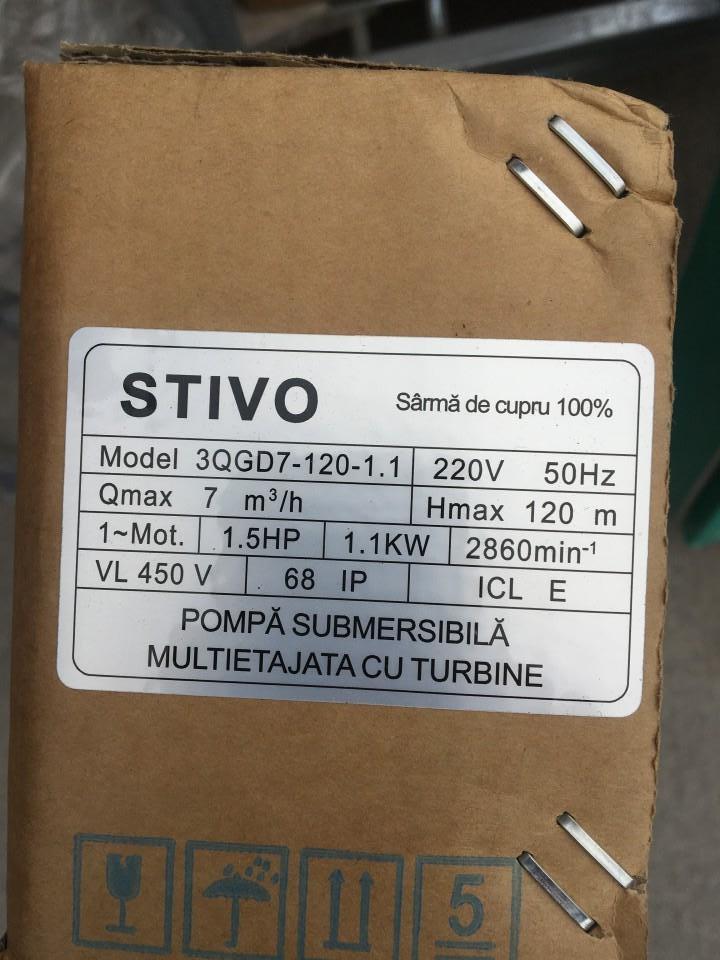 STIVO Sârmă de cupru 100%
Model 3QGD7-120-1.1 220V 50Hz
Qmax 7 m³/h Hmax 120 m
1~Mot. 1.5HP 1.1KW 2860min⁻¹
VL 450 V 68 IP ICL E
POMPĂ SUBMERSIBILĂ
MULTIETAJATA CU TURBINE
5